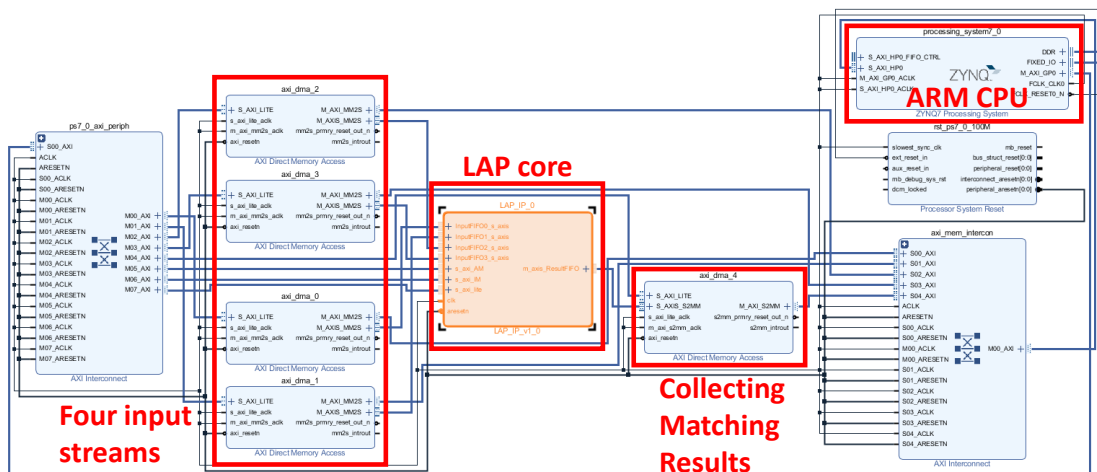 ps7_0_axi_periph
S00_AXI
ACLK
ARESETN
S00_ACLK
S00_ARESETN
M00_ACLK
M00_ARESETN
M01_ACLK
M01_ARESETN
M02_ACLK
M02_ARESETN
M03_ACLK
M03_ARESETN
M04_ACLK
M04_ARESETN
M05_ACLK
M05_ARESETN
M06_ACLK
M06_ARESETN
M07_ACLK
M07_ARESETN
M00_AXI
M01_AXI
M02_AXI
M03_AXI
M04_AXI
M05_AXI
M06_AXI
M07_AXI
AXI Interconnect
axi_dma_2
S_AXI_LITE
s_axi_lite_aclk
m_axi_mm2s_aclk
axi_resetn
M_AXI_MM2S
M_AXIS_MM2S
mm2s_prmry_reset_out_n
mm2s_introut
AXI Direct Memory Access
axi_dma_3
S_AXI_LITE
s_axi_lite_aclk
m_axi_mm2s_aclk
axi_resetn
M_AXI_MM2S
M_AXIS_MM2S
mm2s_prmry_reset_out_n
mm2s_introut
AXI Direct Memory Access
axi_dma_0
S_AXI_LITE
s_axi_lite_aclk
m_axi_mm2s_aclk
axi_resetn
M_AXI_MM2S
M_AXIS_MM2S
mm2s_prmry_reset_out_n
mm2s_introut
AXI Direct Memory Access
axi_dma_1
S_AXI_LITE
s_axi_lite_aclk
m_axi_mm2s_aclk
axi_resetn
M_AXI_MM2S
M_AXIS_MM2S
mm2s_prmry_reset_out_n
mm2s_introut
AXI Direct Memory Access
Four input
streams
LAP core
LAP_IP_0
InputFIFO0_s_axis
InputFIFO1_s_axis
InputFIFO2_s_axis
InputFIFO3_s_axis
s_axi_AM
s_axi_IM
s_axi_lite
clk
aresetn
m_axis_ResultFIFO
LAP_IP_v1_0
axi_dma_4
S_AXI_LITE
S_AXIS_S2MM
s_axi_lite_aclk
m_axi_s2mm_aclk
axi_resetn
M_AXI_S2MM
s2mm_prmry_reset_out_n
s2mm_introut
AXI Direct Memory Access
Collecting
Matching
Results
processing_system7_0
S_AXI_HP0_FIFO_CTRL
S_AXI_HP0
M_AXI_GP0_ACLK
S_AXI_HP0_ACLK
ZYNQ
DDR
FIXED_IO
M_AXI_GP0
FCLK_CLK0
FCLK_RESET0_N
ARM CPU
ZYNQ7 Processing System
rst_ps7_0_100M
slowest_sync_clk
ext_reset_in
aux_reset_in
mb_debug_sys_rst
dcm_locked
mb_reset
bus_struct_reset[0:0]
peripheral_reset[0:0]
interconnect_aresetn[0:0]
peripheral_aresetn[0:0]
Processor System Reset
axi_mem_intercon
S00_AXI
S01_AXI
S02_AXI
S03_AXI
S04_AXI
ACLK
ARESETN
S00_ACLK
S00_ARESETN
M00_ACLK
M00_ARESETN
S01_ACLK
S01_ARESETN
S02_ACLK
S02_ARESETN
S03_ACLK
S03_ARESETN
S04_ACLK
S04_ARESETN
M00_AXI
AXI Interconnect